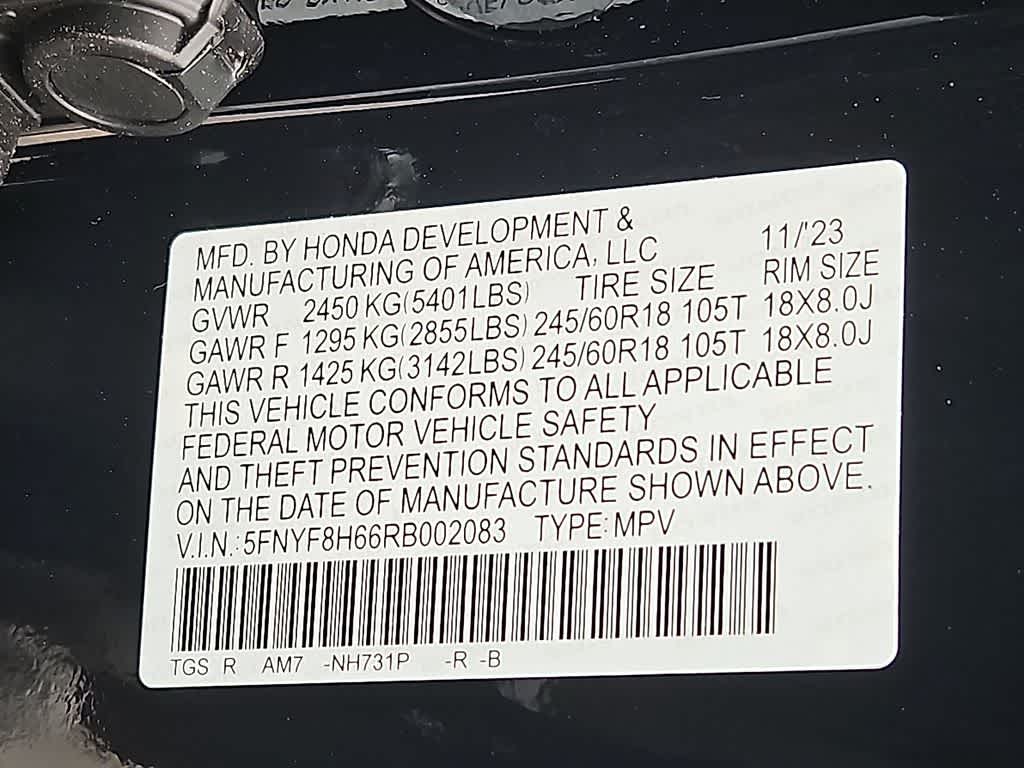 MFD. BY HONDA DEVELOPMENT &
MANUFACTURING OF AMERICA, LLC 11/'23
GVWR 2450 KG(5401LBS) TIRE SIZE RIM SIZE
GAWR F 1295 KG(2855LBS) 245/60R18 105T 18X8.0J
GAWR R 1425 KG(3142LBS) 245/60R18 105T 18X8.0J
THIS VEHICLE CONFORMS TO ALL APPLICABLE
FEDERAL MOTOR VEHICLE SAFETY
AND THEFT PREVENTION STANDARDS IN EFFECT
ON THE DATE OF MANUFACTURE SHOWN ABOVE.
V.I.N.:5FNYF8H66RB002083 TYPE:MPV
TGS R AM7 -NH731P -R -B